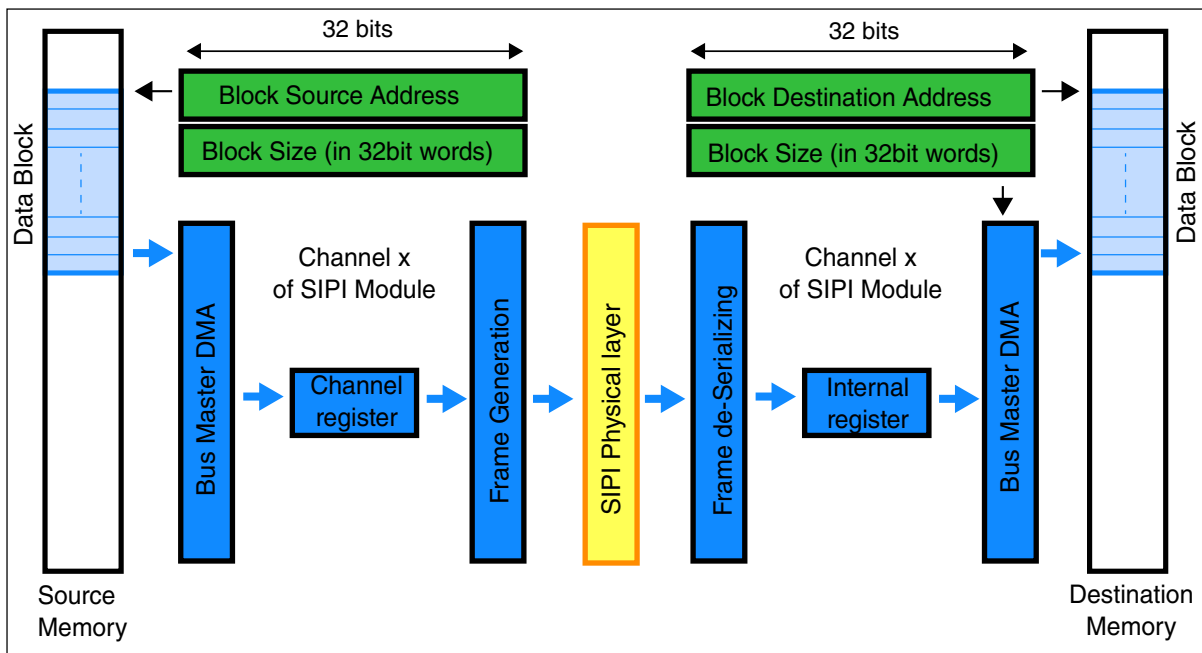 32 bits
32 bits
Block Source Address
Block Destination Address
Block Size (in 32bit words)
Block Size (in 32bit words)
Data Block
Data Block
Channel x
of SIPI Module
Channel x
of SIPI Module
Bus Master DMA
Channel
register
Frame Generation
SIPI Physical layer
Frame de-Serializing
Internal
register
Bus Master DMA
Source
Memory
Destination
Memory